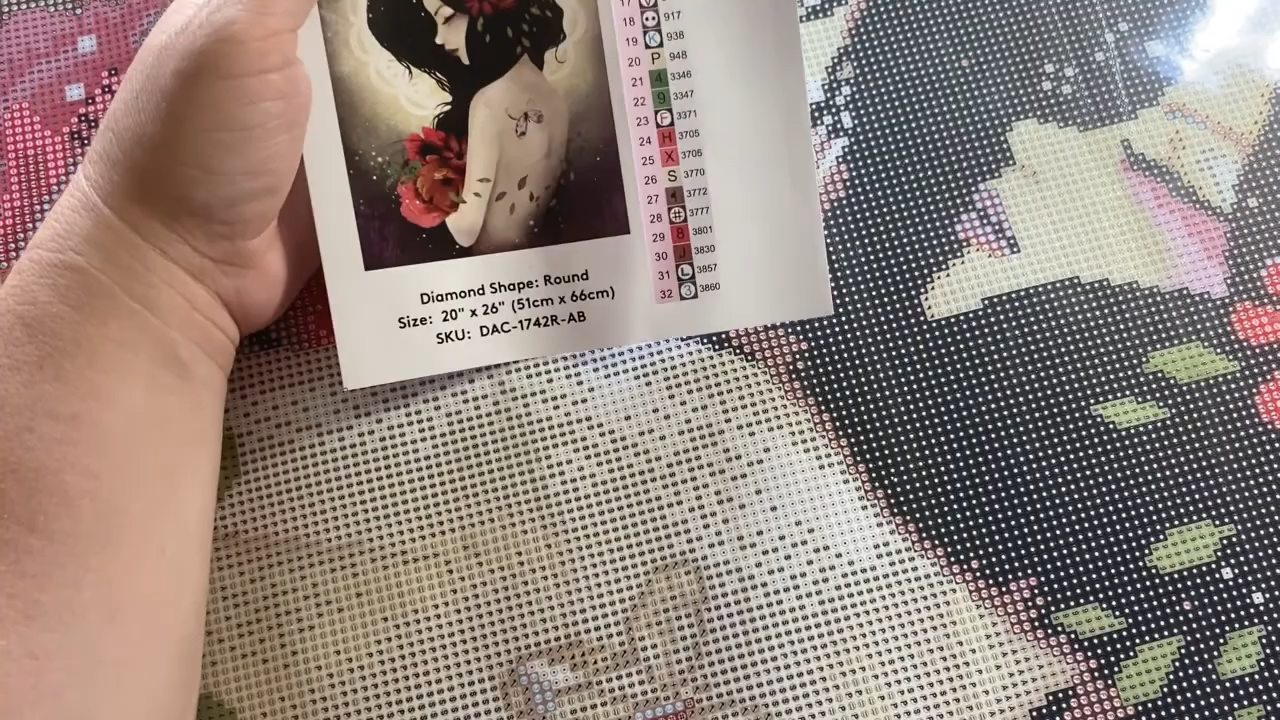 17
18 917
19 K 938
20 P 948
21 4 3346
22 9 3347
23 F 3371
24 H 3705
25 X 3706
26 S 3770
27 3772
28 # 3777
29 8 3801
30 J 3830
31 L 3857
32 3 3860
Diamond Shape: Round
Size: 20" x 26" (51cm x 66cm)
SKU: DAC-1742R-AB